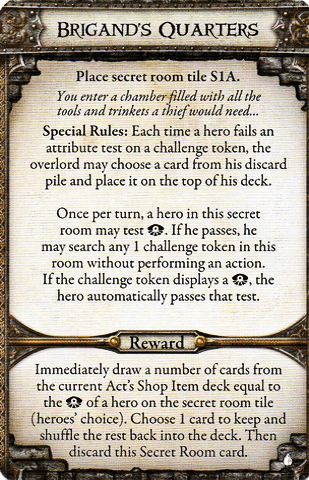 BRIGAND'S QUARTERS
Place secret room tile S1A.
You enter a chamber filled with all the
tools and trinkets a thief would need...
Special Rules: Each time a hero fails an
attribute test on a challenge token, the
overlord may choose a card from his discard
pile and place it on the top of his deck.
Once per turn, a hero in this secret
room may test . If he passes, he
may search any 1 challenge token in this
room without performing an action.
If the challenge token displays a , the
hero automatically passes that test.
Reward
Immediately draw a number of cards from
the current Act's Shop Item deck equal to
the of a hero on the secret room tile
(heroes' choice). Choose 1 card to keep and
shuffle the rest back into the deck. Then
discard this Secret Room card.